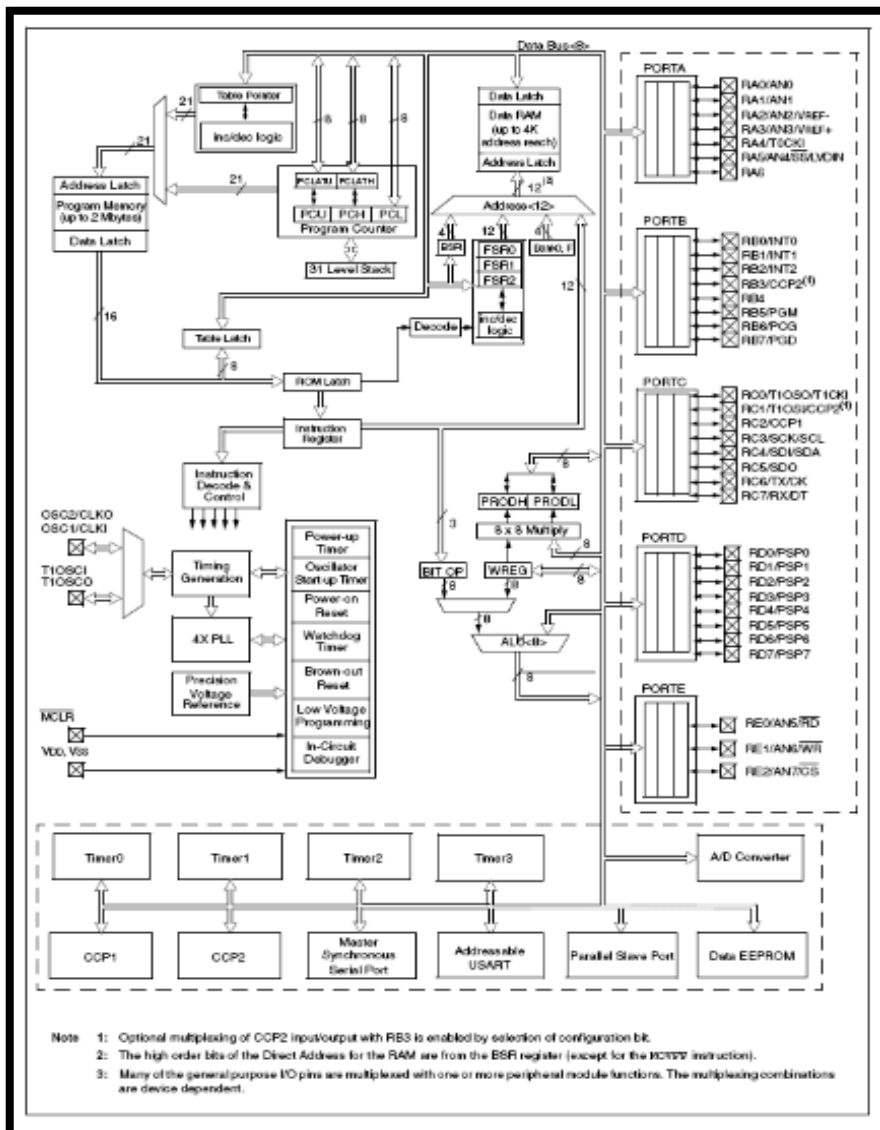 Data Bus<8>
PORTA
RA0/AN0
RA1/AN1
RA2/AN2/VREF-
RA3/AN3/VREF+
RA4/T0CKI
RA5/AN4/SS/LVDIN
RA6
21
Table Pointer
inc/dec logic
21
8
8
8
Data Latch
Data RAM
(up to 4K
address reach)
Address Latch
12(2)
Address<12>
21
PCLATU
PCLATH
PCU
PCH
PCL
Program Counter
31 Level Stack
Address Latch
Program Memory
(up to 2 Mbytes)
Data Latch
4
12
4
BSR
FSR0
FSR1
FSR2
inc/dec
logic
12
PORTB
RB0/INT0
RB1/INT1
RB2/INT2
RB3/CCP2(1)
RB4
RB5/PGM
RB6/PCG
RB7/PGD
16
Table Latch
8
Decode
ROM Latch
Instruction
Register
PORTC
RC0/T1OSO/T1CKI
RC1/T1OSI/CCP2(1)
RC2/CCP1
RC3/SCK/SCL
RC4/SDI/SDA
RC5/SDO
RC6/TX/CK
RC7/RX/DT
Instruction
Decode &
Control
8
PRODH
PRODL
8 x 8 Multiply
3
BIT OP
WREG
8
8
8
8
ALU<8>
8
OSC2/CLKO
OSC1/CLKI
T1OSCI
T1OSCO
Timing
Generation
4X PLL
Precision
Voltage
Reference
Power-up
Timer
Oscillator
Start-up Timer
Power-on
Reset
Watchdog
Timer
Brown-out
Reset
Low Voltage
Programming
In-Circuit
Debugger
MCLR
VDD, VSS
PORTD
RD0/PSP0
RD1/PSP1
RD2/PSP2
RD3/PSP3
RD4/PSP4
RD5/PSP5
RD6/PSP6
RD7/PSP7
PORTE
RE0/AN5/RD
RE1/AN6/WR
RE2/AN7/CS
Timer0
Timer1
Timer2
Timer3
A/D Converter
CCP1
CCP2
Master
Synchronous
Serial Port
Addressable
USART
Parallel Slave Port
Data EEPROM
Note 1: Optional multiplexing of CCP2 input/output with RB3 is enabled by selection of configuration bit.
2: The high order bits of the Direct Address for the RAM are from the BSR register (except for the instruction).
3: Many of the general purpose I/O pins are multiplexed with one or more peripheral module functions. The multiplexing combinations
are device dependent.